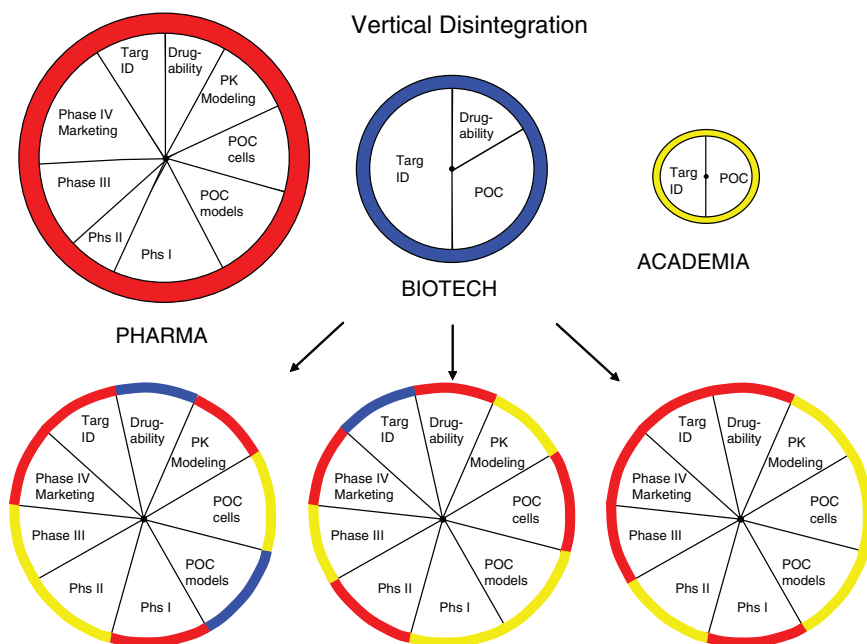 Vertical Disintegration
Targ
ID
Drug-
ability
PK
Modeling
POC
cells
POC
models
Phs I
Phs II
Phase III
Phase IV
Marketing
PHARMA
Targ
ID
Drug-
ability
POC
BIOTECH
Targ
ID
POC
ACADEMIA
Targ
ID
Drug-
ability
PK
Modeling
POC
cells
POC
models
Phs I
Phs II
Phase III
Phase IV
Marketing
Targ
ID
Drug-
ability
PK
Modeling
POC
cells
POC
models
Phs I
Phs II
Phase III
Phase IV
Marketing
Targ
ID
Drug-
ability
PK
Modeling
POC
cells
POC
models
Phs I
Phs II
Phase III
Phase IV
Marketing